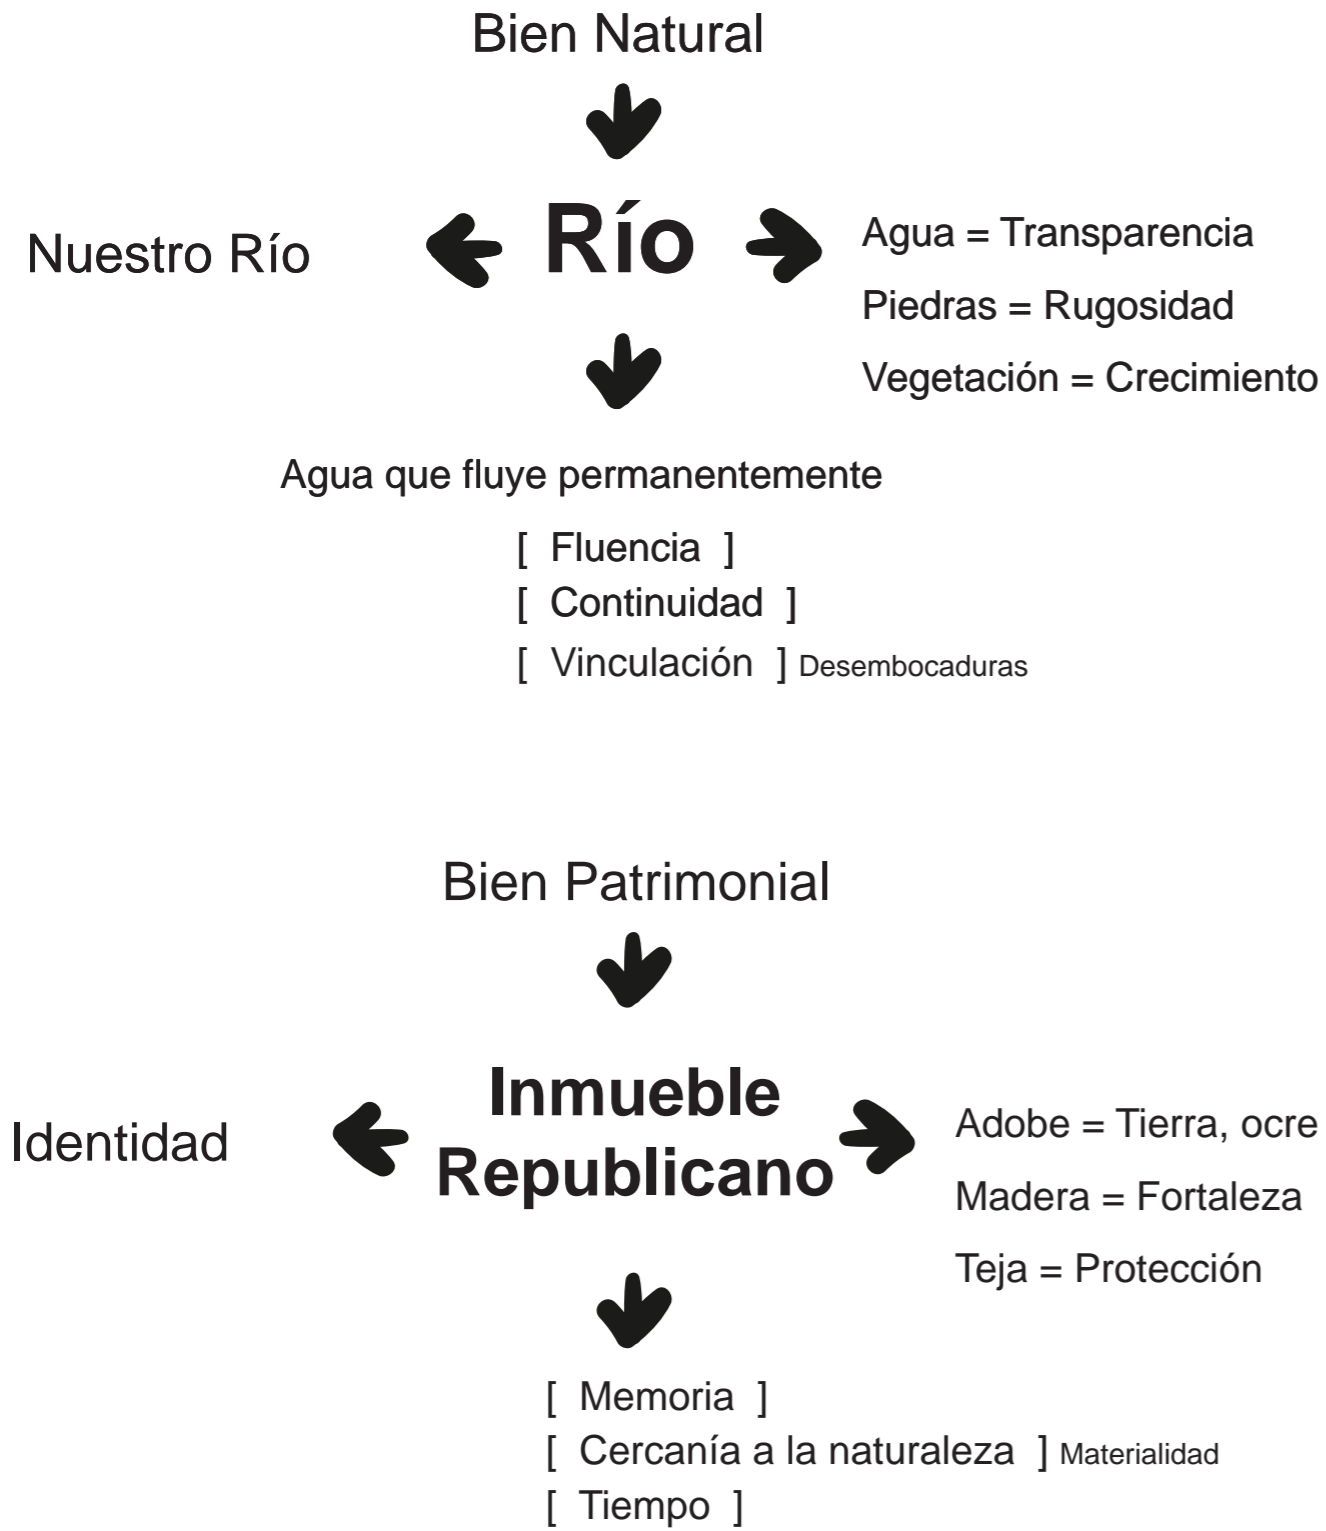 Bien Natural
Nuestro Río
Río
Agua = Transparencia
Piedras = Rugosidad
Vegetación = Crecimiento
Agua que fluye permanentemente
[ Fluencia ]
[ Continuidad ]
[ Vinculación ] Desembocaduras
Bien Patrimonial
Identidad
Inmueble
Republicano
Adobe = Tierra, ocre
Madera = Fortaleza
Teja = Protección
[ Memoria ]
[ Cercanía a la naturaleza ] Materialidad
[ Tiempo ]